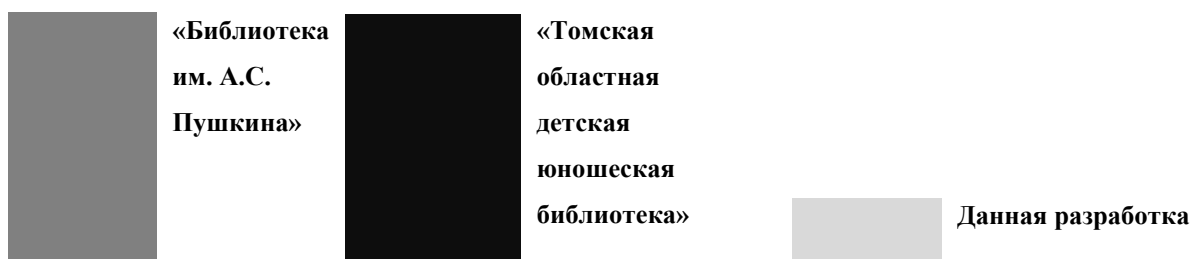 «Библиотека
им. А.С.
Пушкина»
«Томская
областная
детская
юношеская
библиотека»
Данная разработка